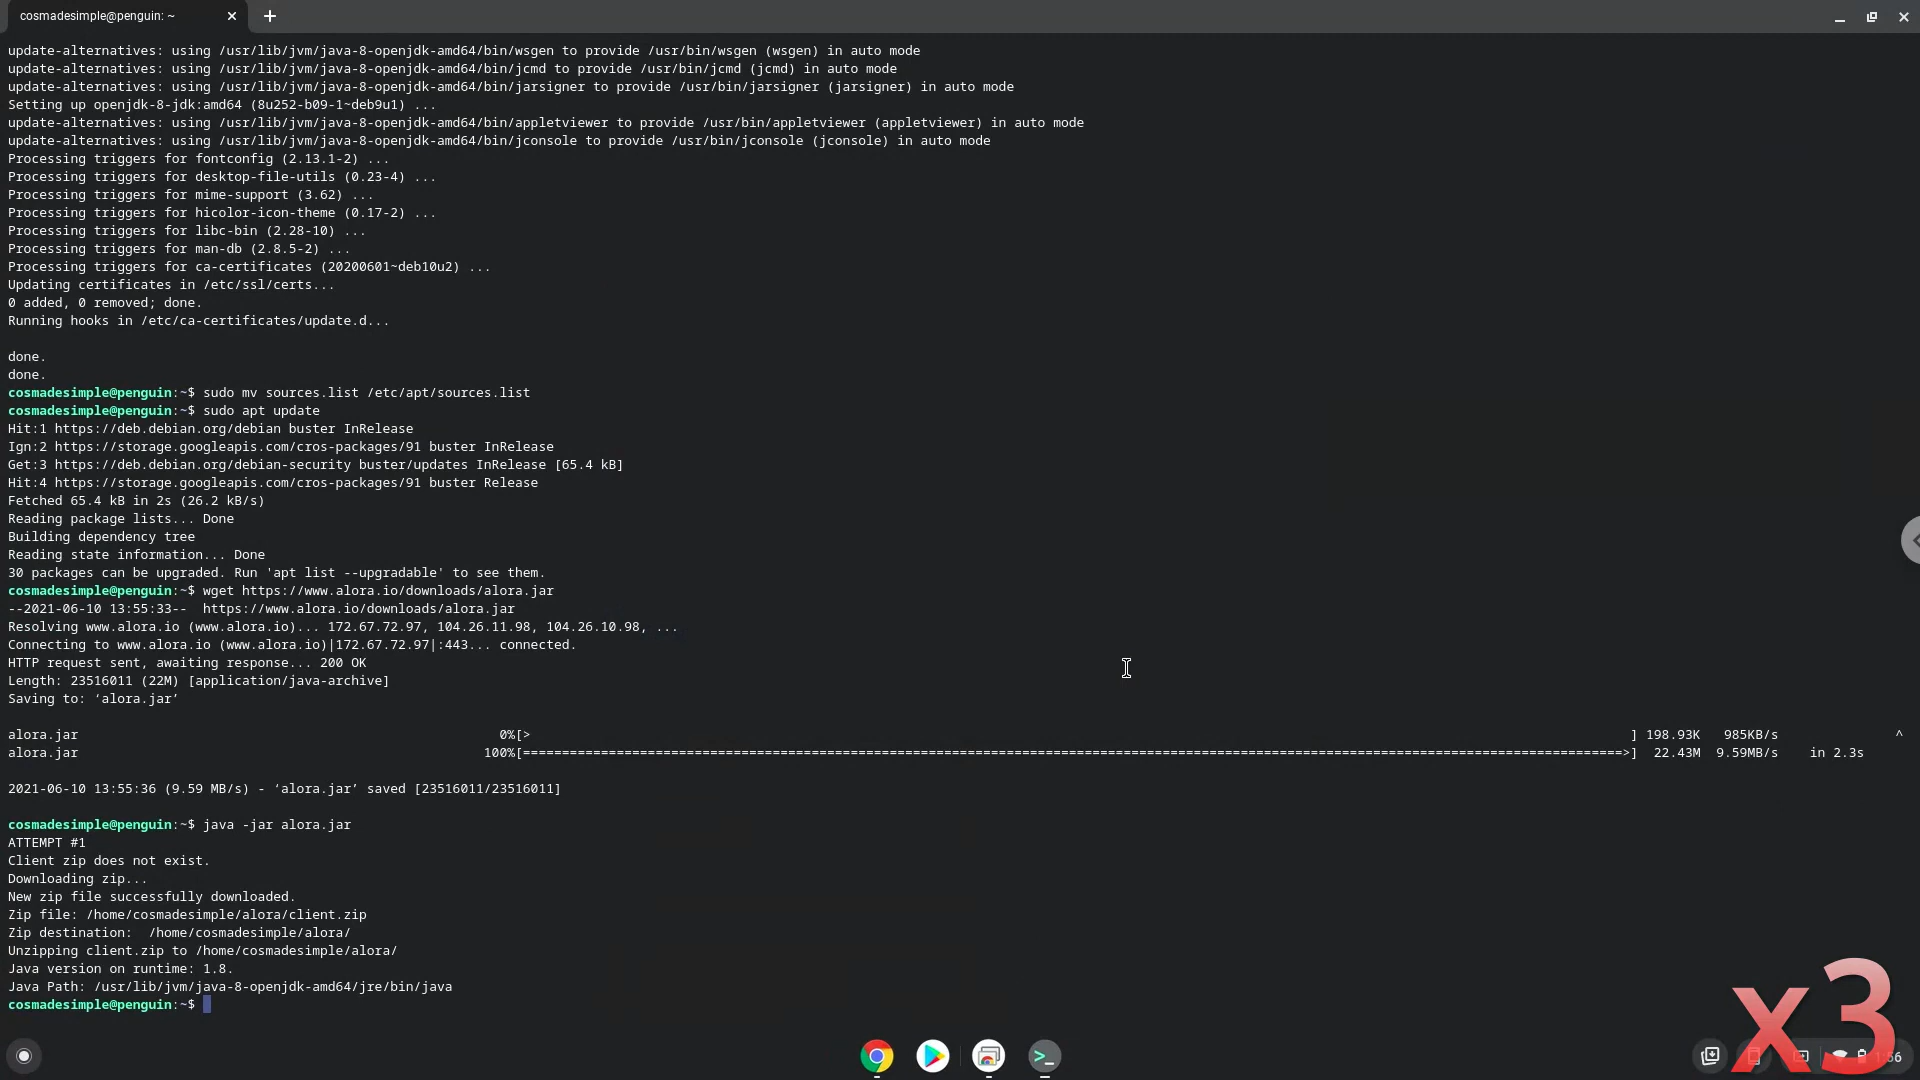 cosmadesimple@penguin: ~
update-alternatives: using /usr/lib/jvm/java-8-openjdk-amd64/bin/wsgen to provide /usr/bin/wsgen (wsgen) in auto mode
update-alternatives: using /usr/lib/jvm/java-8-openjdk-amd64/bin/jcmd to provide /usr/bin/jcmd (jcmd) in auto mode
update-alternatives: using /usr/lib/jvm/java-8-openjdk-amd64/bin/jarsigner to provide /usr/bin/jarsigner (jarsigner) in auto mode
Setting up openjdk-8-jdk:amd64 (8u252-b09-1~deb9u1) ...
update-alternatives: using /usr/lib/jvm/java-8-openjdk-amd64/bin/appletviewer to provide /usr/bin/appletviewer (appletviewer) in auto mode
update-alternatives: using /usr/lib/jvm/java-8-openjdk-amd64/bin/jconsole to provide /usr/bin/jconsole (jconsole) in auto mode
Processing triggers for fontconfig (2.13.1-2) ...
Processing triggers for desktop-file-utils (0.23-4) ...
Processing triggers for mime-support (3.62) ...
Processing triggers for hicolor-icon-theme (0.17-2) ...
Processing triggers for libc-bin (2.28-10) ...
Processing triggers for man-db (2.8.5-2) ...
Processing triggers for ca-certificates (20200601~deb10u2) ...
Updating certificates in /etc/ssl/certs...
0 added, 0 removed; done.
Running hooks in /etc/ca-certificates/update.d...
done.
done.
cosmadesimple@penguin:~$ sudo mv sources.list /etc/apt/sources.list
cosmadesimple@penguin:~$ sudo apt update
Hit:1 https://deb.debian.org/debian buster InRelease
Ign:2 https://storage.googleapis.com/cros-packages/91 buster InRelease
Get:3 https://deb.debian.org/debian-security buster/updates InRelease [65.4 kB]
Hit:4 https://storage.googleapis.com/cros-packages/91 buster Release
Fetched 65.4 kB in 2s (26.2 kB/s)
Reading package lists... Done
Building dependency tree
Reading state information... Done
30 packages can be upgraded. Run 'apt list --upgradable' to see them.
cosmadesimple@penguin:~$ wget https://www.alora.io/downloads/alora.jar
--2021-06-10 13:55:33--  https://www.alora.io/downloads/alora.jar
Resolving www.alora.io (www.alora.io)... 172.67.72.97, 104.26.11.98, 104.26.10.98, ...
Connecting to www.alora.io (www.alora.io)|172.67.72.97|:443... connected.
HTTP request sent, awaiting response... 200 OK
Length: 23516011 (22M) [application/java-archive]
Saving to: ‘alora.jar’
alora.jar 0%[> ] 198.93K 985KB/s ^
alora.jar 100%[==============================================================>] 22.43M 9.59MB/s in 2.3s
2021-06-10 13:55:36 (9.59 MB/s) - ‘alora.jar’ saved [23516011/23516011]
cosmadesimple@penguin:~$ java -jar alora.jar
ATTEMPT #1
Client zip does not exist.
Downloading zip...
New zip file successfully downloaded.
Zip file: /home/cosmadesimple/alora/client.zip
Zip destination:  /home/cosmadesimple/alora/
Unzipping client.zip to /home/cosmadesimple/alora/
Java version on runtime: 1.8.
Java Path: /usr/lib/jvm/java-8-openjdk-amd64/jre/bin/java
cosmadesimple@penguin:~$
x3